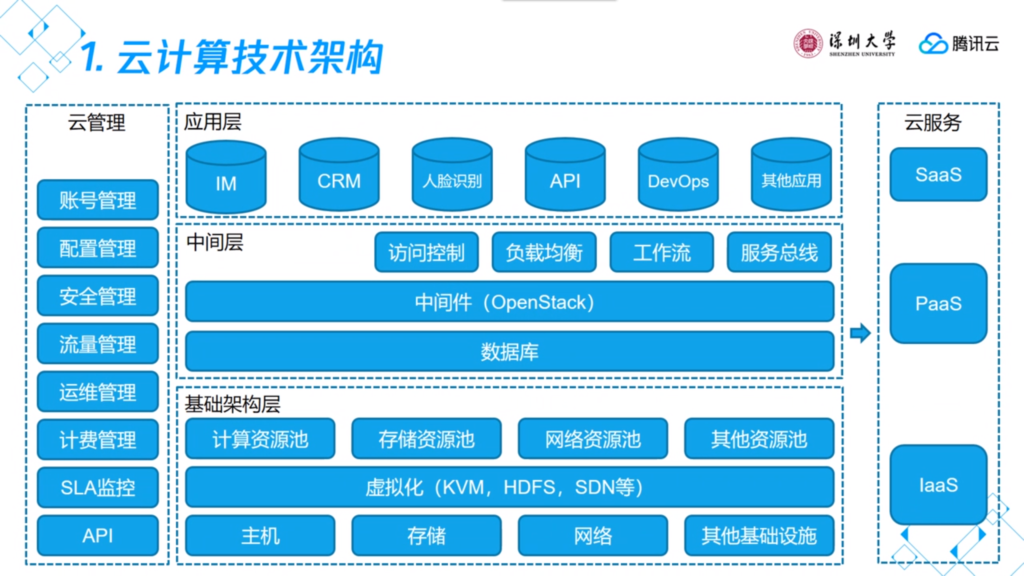 1. 云计算技术架构
深圳大学
SHENZHEN UNIVERSITY
腾讯云
云管理
账号管理
配置管理
安全管理
流量管理
运维管理
计费管理
SLA监控
API
应用层
IM
CRM
人脸识别
API
DevOps
其他应用
中间层
访问控制
负载均衡
工作流
服务总线
中间件（OpenStack）
数据库
基础架构层
计算资源池
存储资源池
网络资源池
其他资源池
虚拟化（KVM，HDFS，SDN等）
主机
存储
网络
其他基础设施
云服务
SaaS
PaaS
IaaS